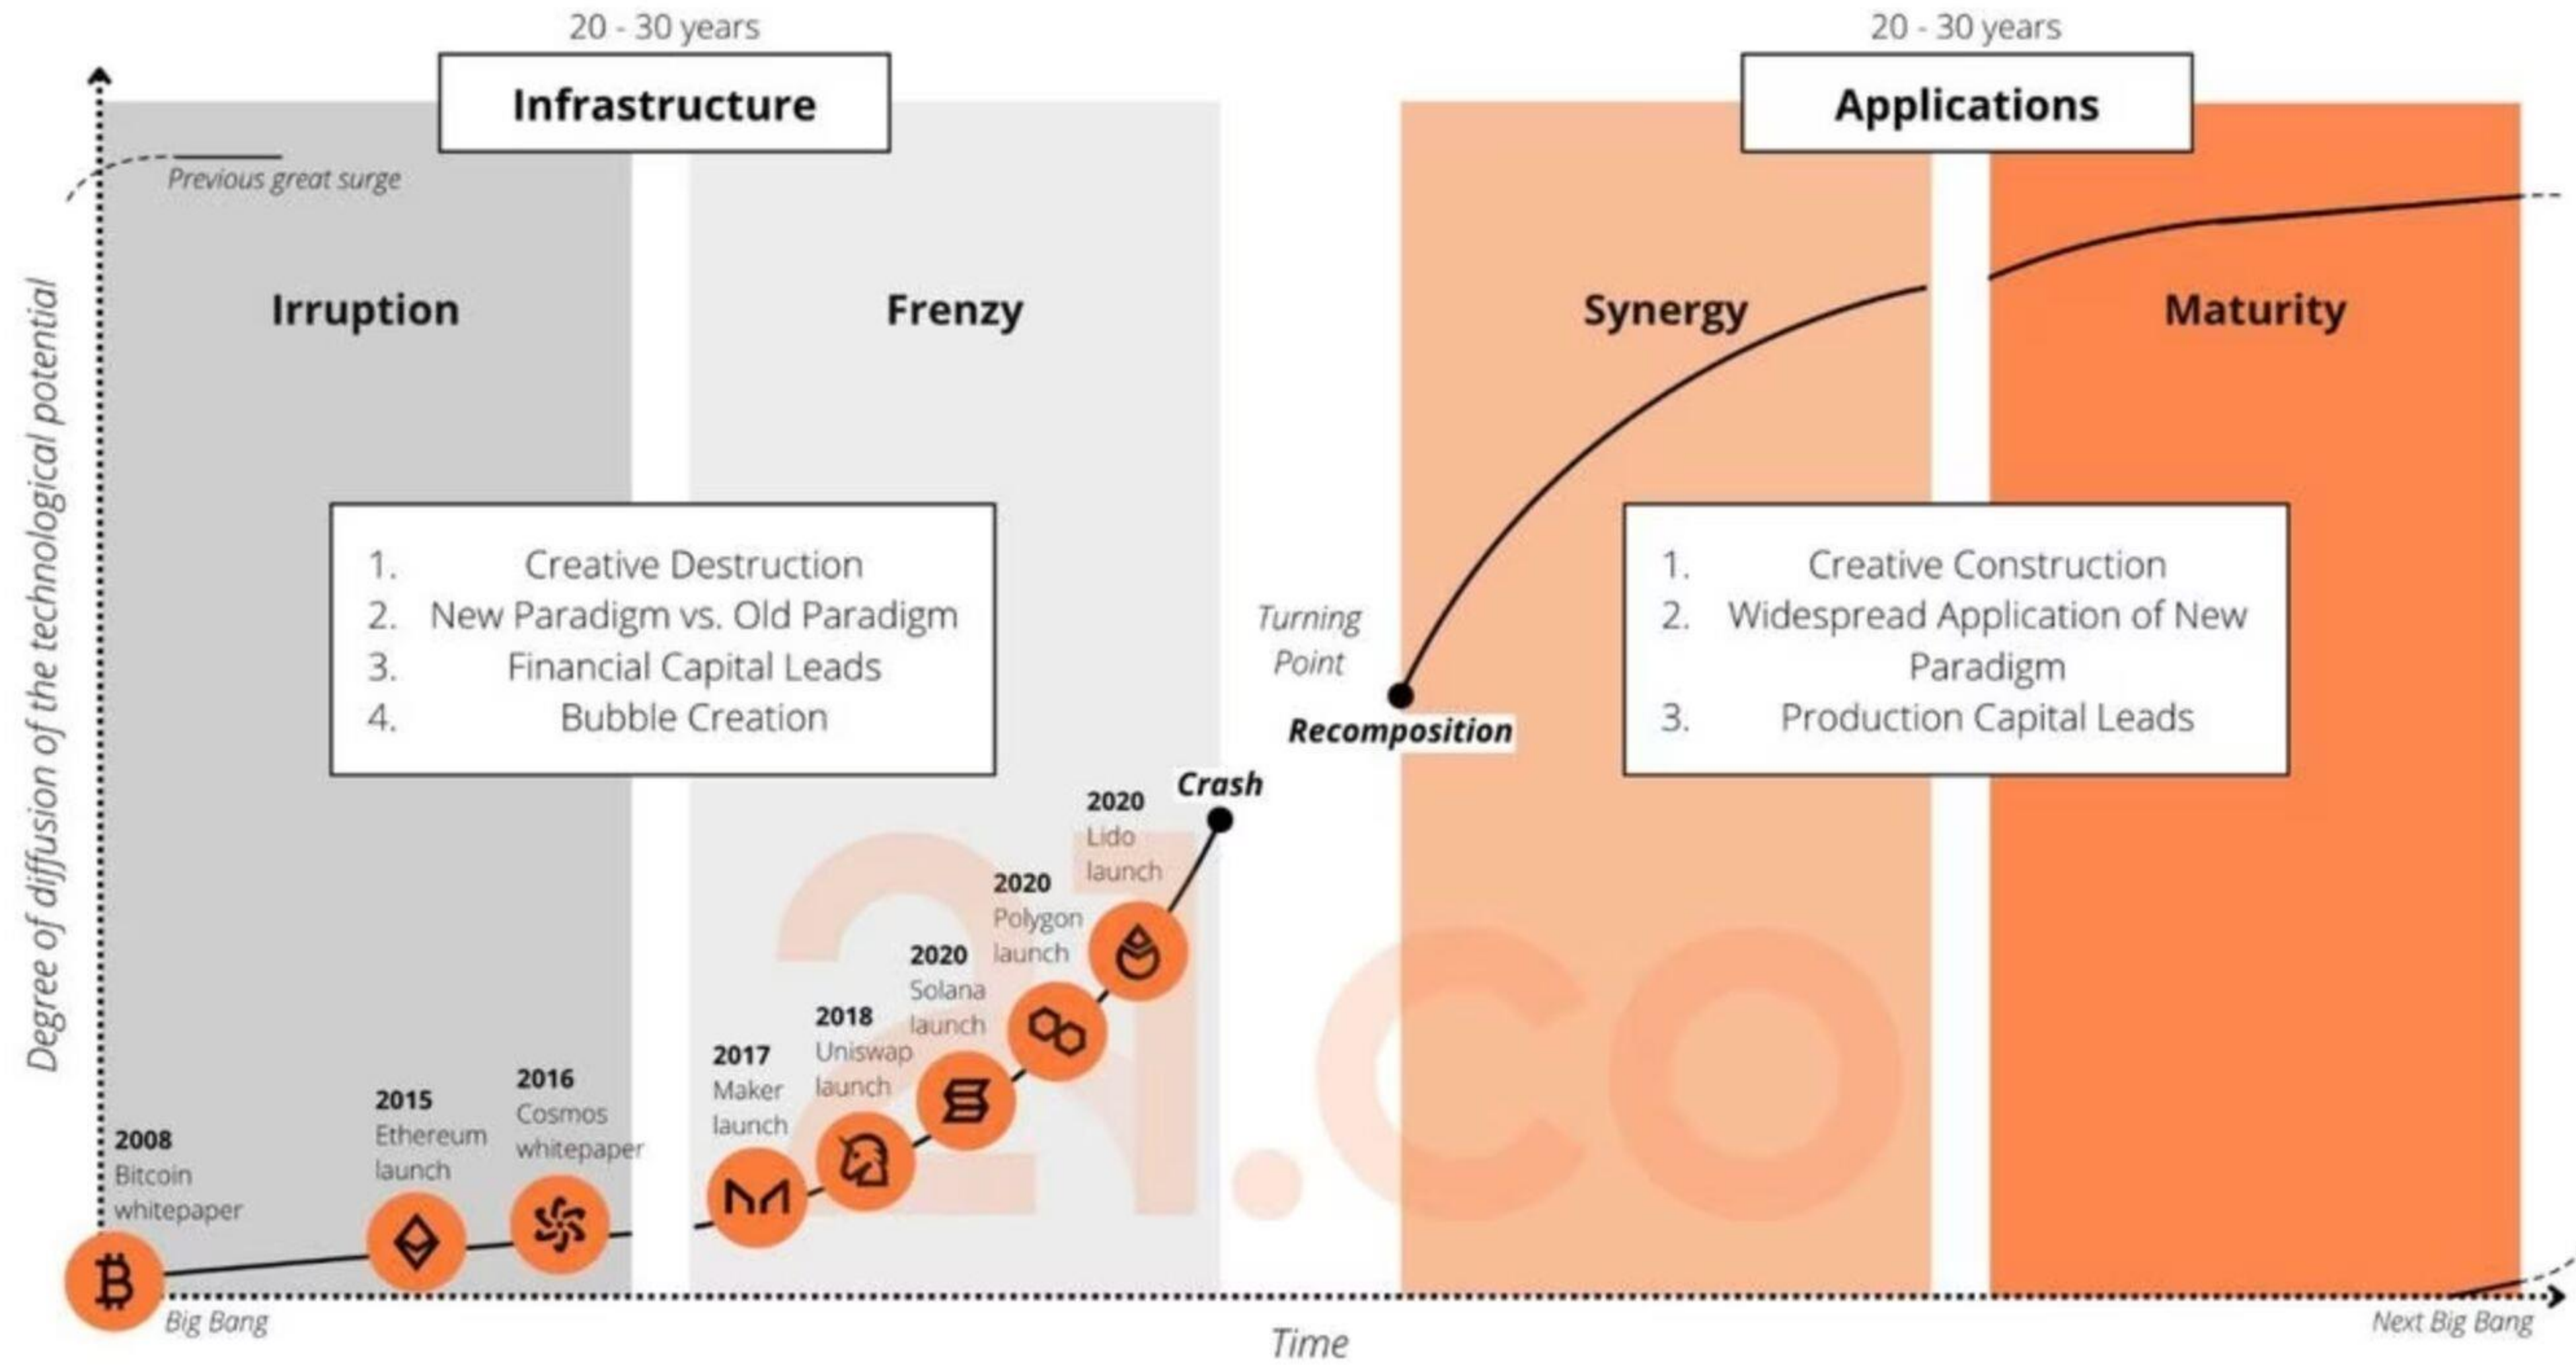 20 - 30 years
20 - 30 years
Infrastructure
Applications
Previous great surge
Irruption
Frenzy
Synergy
Maturity
Degree of diffusion of the technological potential
1. Creative Destruction
2. New Paradigm vs. Old Paradigm
3. Financial Capital Leads
4. Bubble Creation
Turning
Point
Recomposition
Crash
1. Creative Construction
2. Widespread Application of New
Paradigm
3. Production Capital Leads
2008
Bitcoin
whitepaper
2015
Ethereum
launch
2016
Cosmos
whitepaper
2017
Maker
launch
2018
Uniswap
launch
2020
Solana
launch
2020
Polygon
launch
2020
Lido
launch
21.co
Big Bang
Time
Next Big Bang